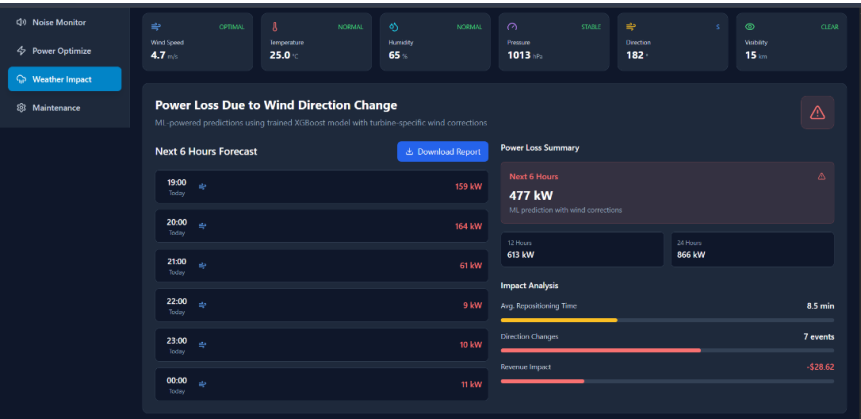 Noise Monitor
Power Optimize
Weather Impact
Maintenance
OPTIMAL
Wind Speed
4.7 m/s
NORMAL
Temperature
25.0 °C
NORMAL
Humidity
65 %
STABLE
Pressure
1013 hPa
S
Direction
182 °
CLEAR
Visibility
15 km
Power Loss Due to Wind Direction Change
ML-powered predictions using trained XGBoost model with turbine-specific wind corrections
Next 6 Hours Forecast
Download Report
19:00
Today
159 kW
20:00
Today
164 kW
21:00
Today
61 kW
22:00
Today
9 kW
23:00
Today
10 kW
00:00
Today
11 kW
Power Loss Summary
Next 6 Hours
477 kW
ML prediction with wind corrections
12 Hours
613 kW
24 Hours
866 kW
Impact Analysis
Avg. Repositioning Time
8.5 min
Direction Changes
7 events
Revenue Impact
-$28.62